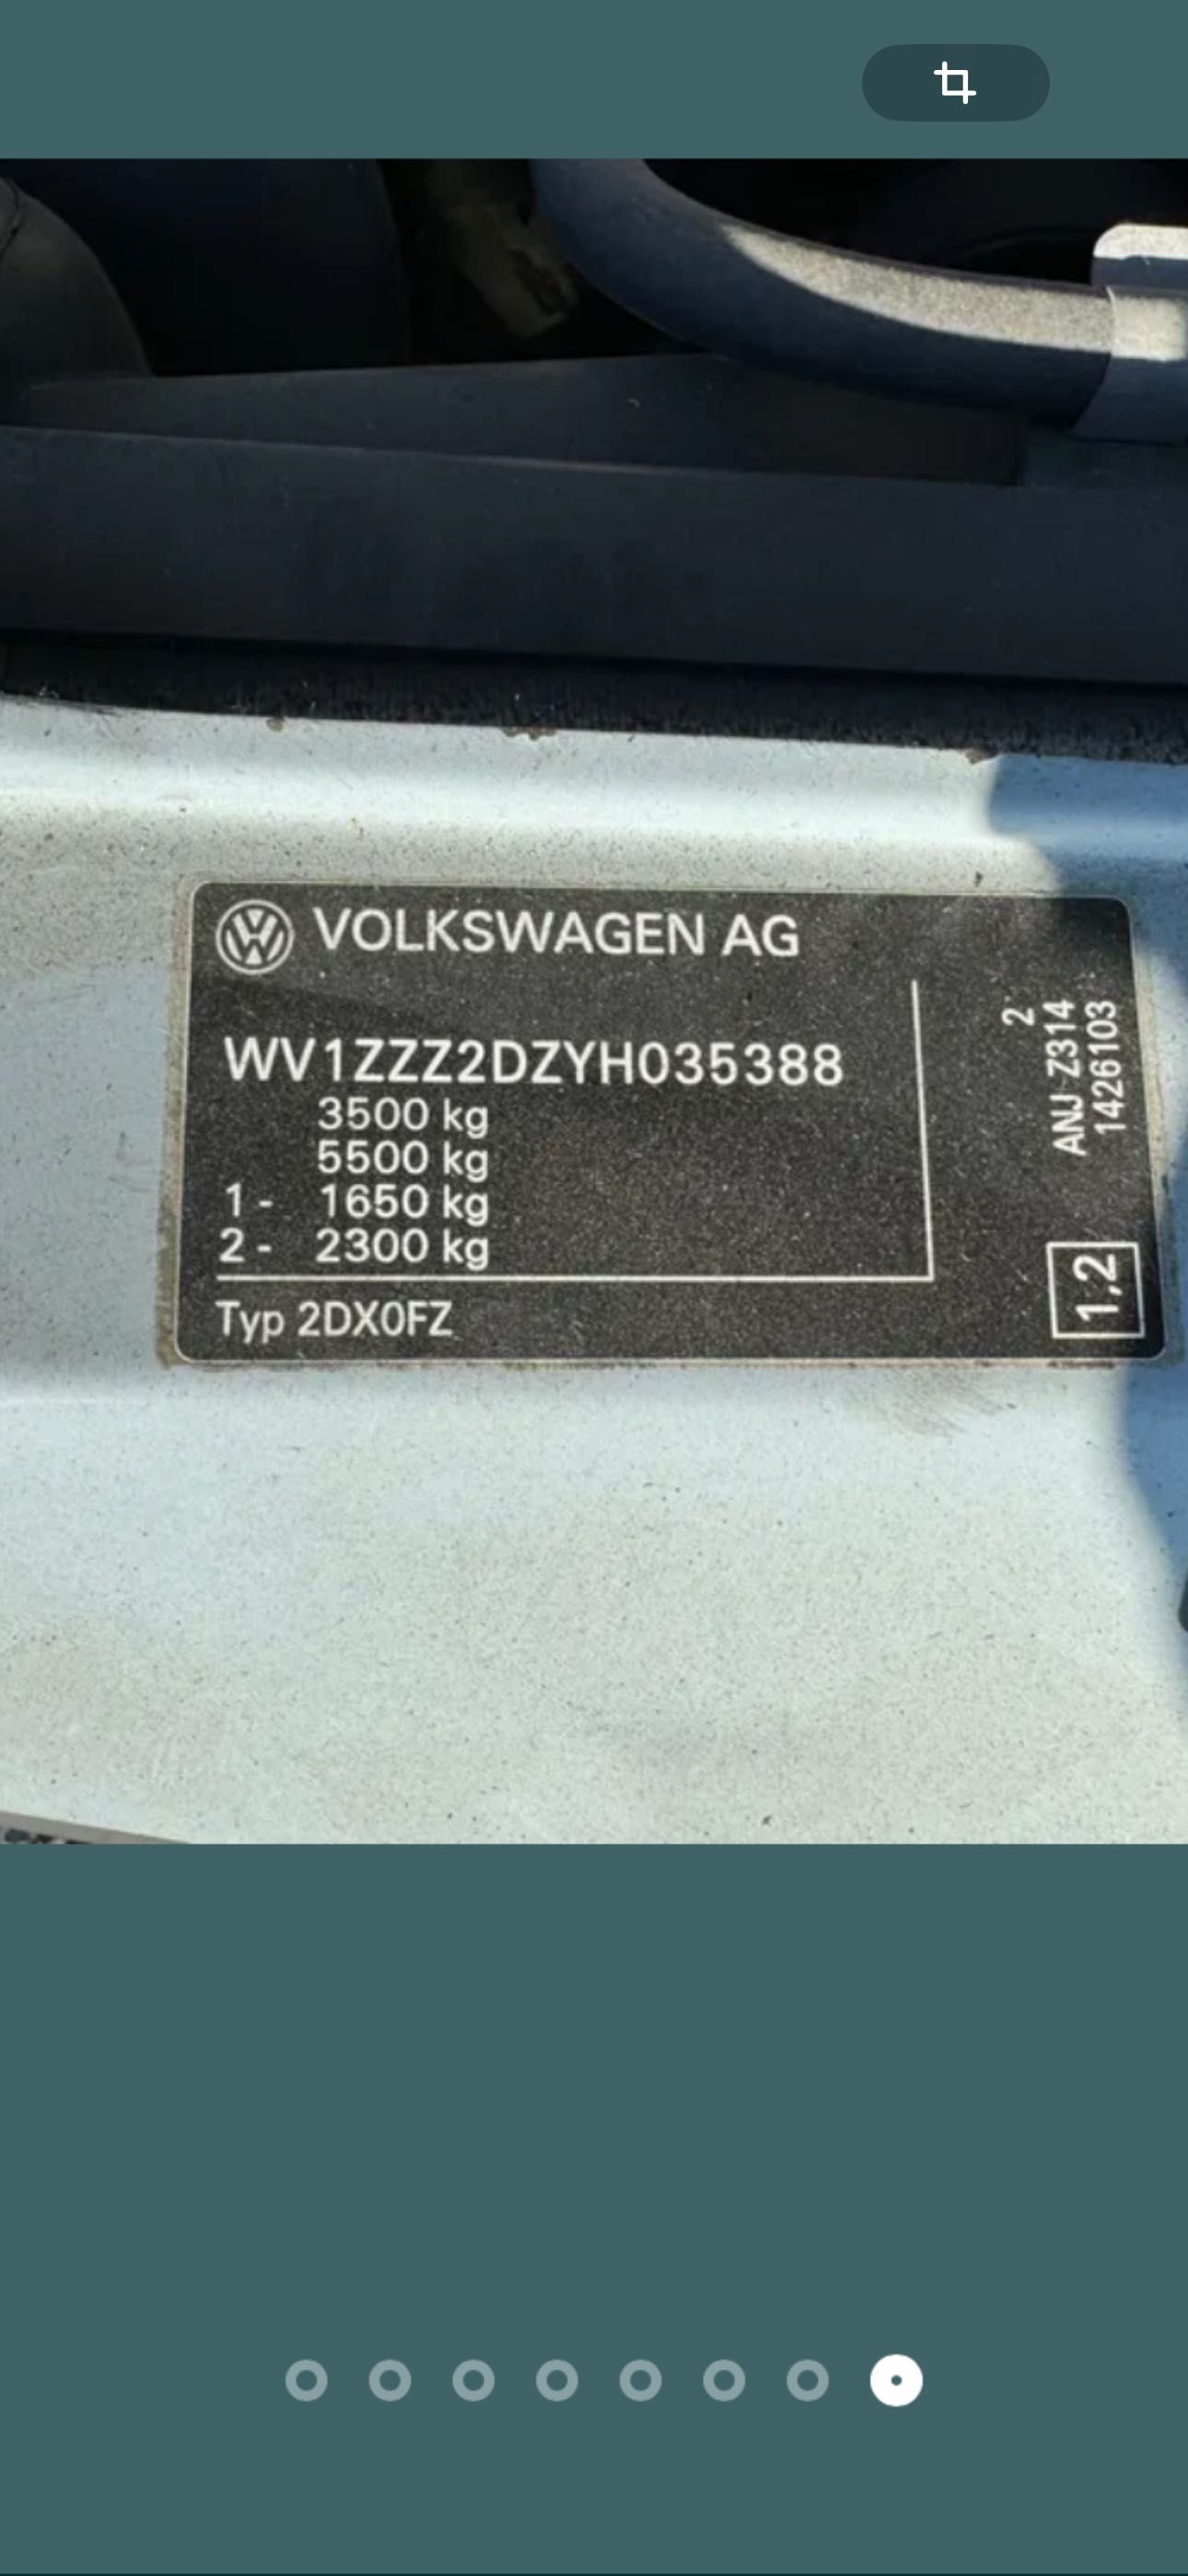 VOLKSWAGEN AG
WV1ZZZ2DZYH035388
3500 kg
5500 kg
1 - 1650 kg
2 - 2300 kg
Typ 2DX0FZ
2
ANJ Z314
1426103
1,2